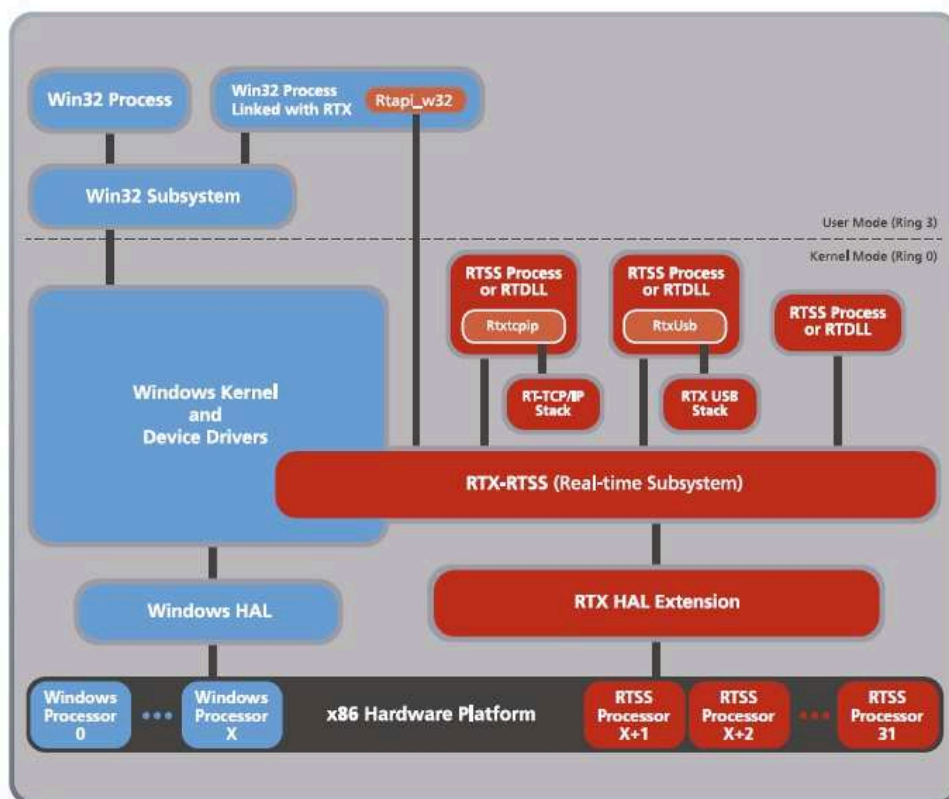 Win32 Process
Win32 Process
Linked with RTX
Rtapi_w32
Win32 Subsystem
User Mode (Ring 3)
Kernel Mode (Ring 0)
RTSS Process
or RTDLL
Rtxtcpip
RTSS Process
or RTDLL
RtxUsb
RTSS Process
or RTDLL
RT-TCP/IP
Stack
RTX USB
Stack
Windows Kernel
and
Device Drivers
RTX-RTSS (Real-time Subsystem)
Windows HAL
RTX HAL Extension
Windows
Processor
0
Windows
Processor
X
x86 Hardware Platform
RTSS
Processor
X+1
RTSS
Processor
X+2
RTSS
Processor
31